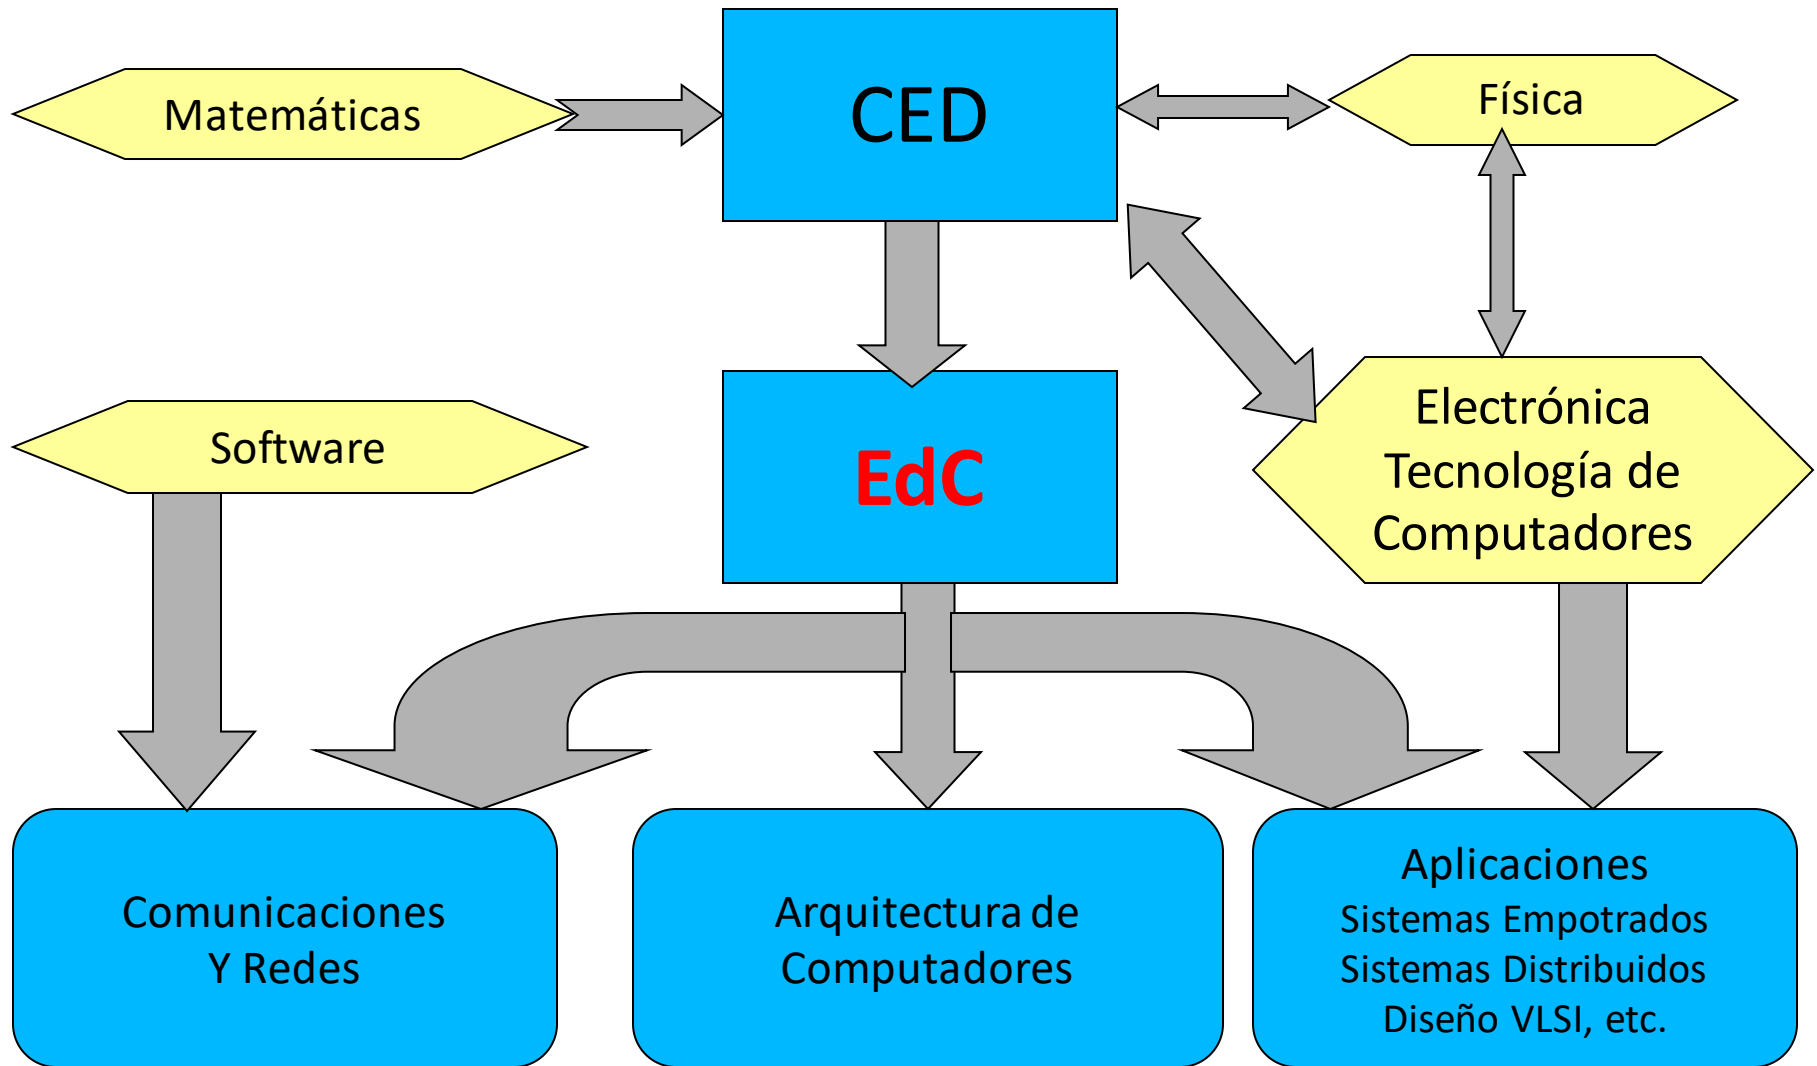 Matemáticas
CED
Física
Software
EdC
Electrónica
Tecnología de
Computadores
Comunicaciones
Y Redes
Arquitectura de
Computadores
Aplicaciones
Sistemas Empotrados
Sistemas Distribuidos
Diseño VLSI, etc.